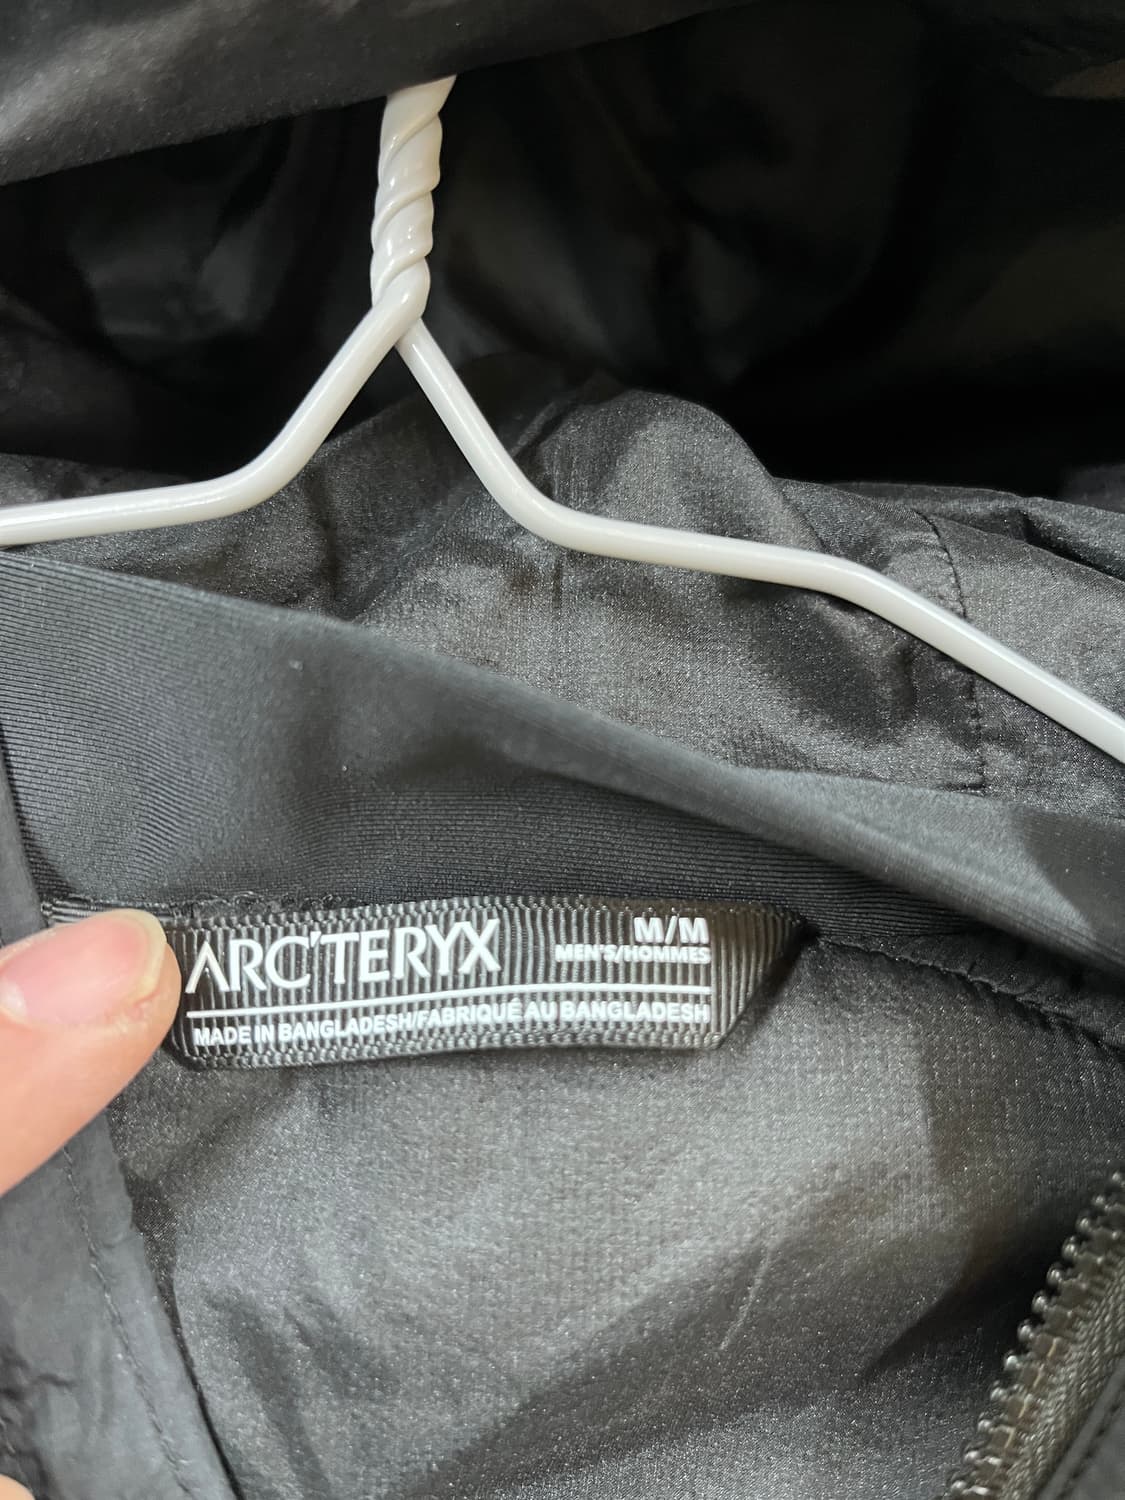 ARC'TERYX
M/M
MEN'S/HOMMES
MADE IN BANGLADESH/FABRIQUÉ AU BANGLADESH